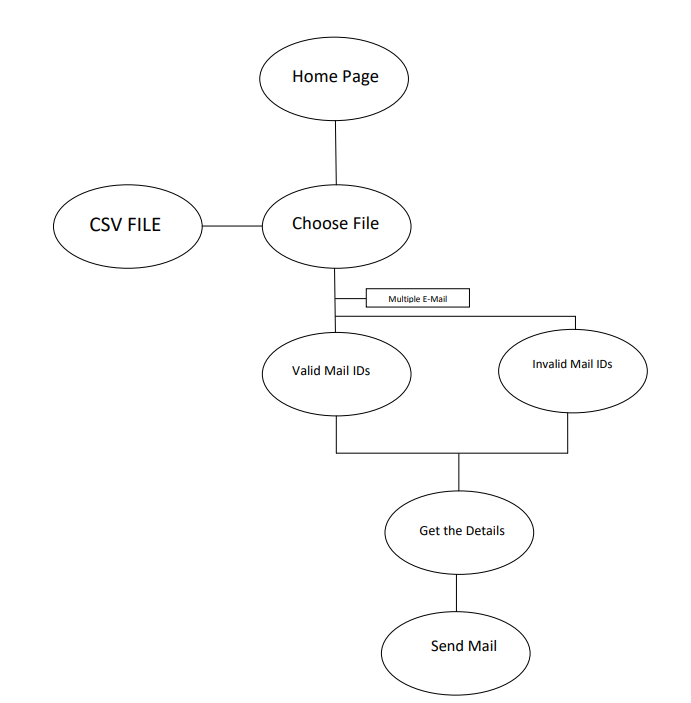 Home Page
CSV FILE
Choose File
Multiple E-Mail
Valid Mail IDs
Invalid Mail IDs
Get the Details
Send Mail